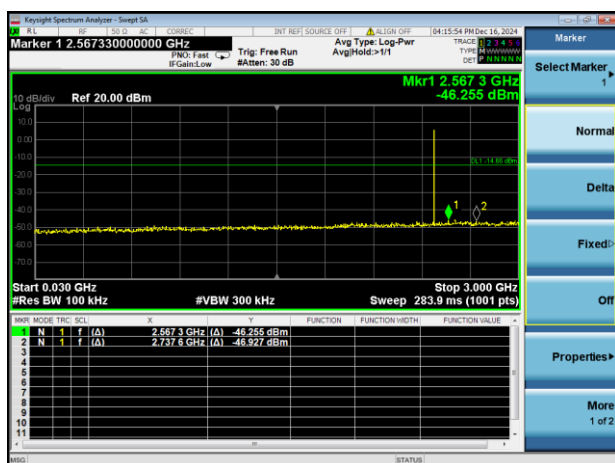 Keysight Spectrum Analyzer - Swept SA
RL RF 50 Ω AC CORREC INT REF SOURCE OFF ALIGN OFF 04:15:54 PM Dec 16, 2024
Marker 1 2.567330000000 GHz
PNO: Fast
IFGain:Low
Trig: Free Run
#Atten: 30 dB
Avg Type: Log-Pwr
Avg|Hold:>1/1
TRACE 1 2 3 4 5 6
TYPE M W W W W W
DET P N N N N N
Mkr1 2.567 3 GHz
-46.255 dBm
10 dB/div Ref 20.00 dBm
Log
10.0
0.00
-10.0
-20.0
-30.0
-40.0
-50.0
-60.0
-70.0
DL1 -14.66 dBm
1
2
Start 0.030 GHz
Stop 3.000 GHz
#Res BW 100 kHz #VBW 300 kHz Sweep 283.9 ms (1001 pts)
MKR MODE TRC SCL X Y FUNCTION FUNCTION WIDTH FUNCTION VALUE
1 N 1 f (Δ) 2.567 3 GHz (Δ) -46.255 dBm
2 N 1 f (Δ) 2.737 6 GHz (Δ) -46.927 dBm
3
4
5
6
7
8
9
10
11
MSG STATUS
Marker
Select Marker
1
Normal
Delta
Fixed
Off
Properties
More
1 of 2